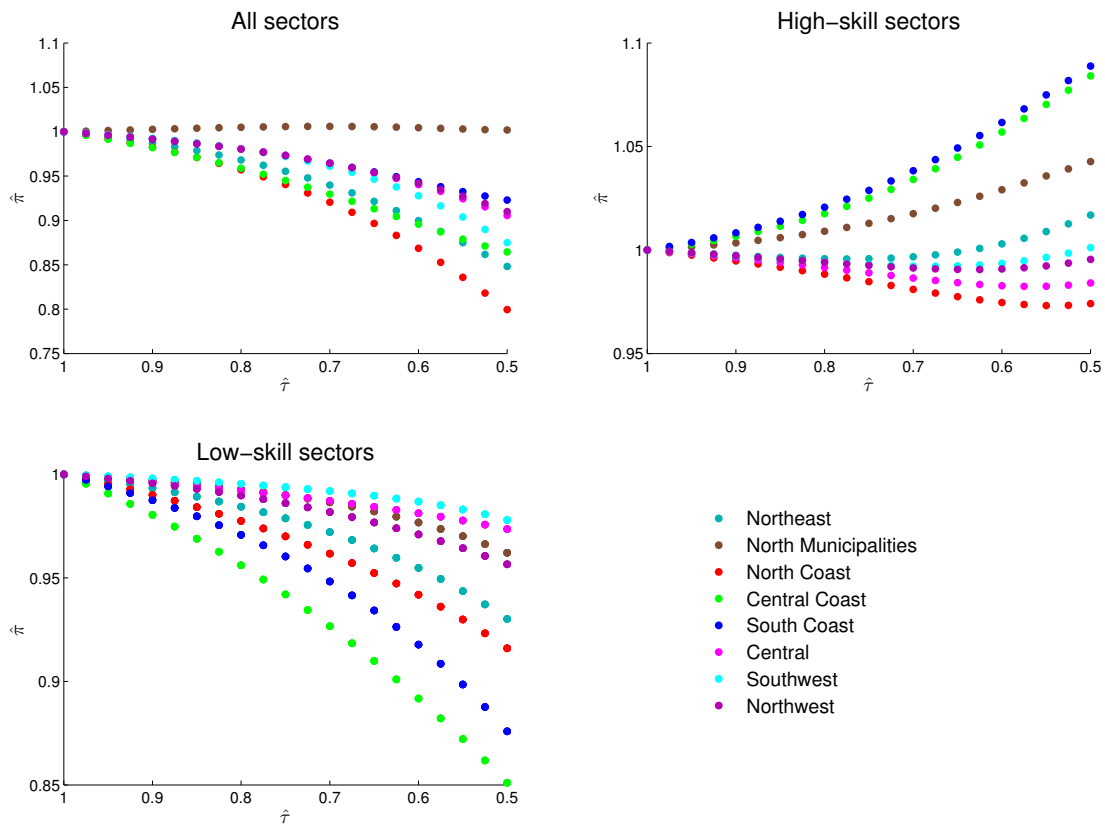 All sectors
1.1
1.05
1
0.95
0.9
0.85
0.8
0.75
π̂
1 0.9 0.8 0.7 0.6 0.5
τ̂
High−skill sectors
1.1
1.05
1
0.95
π̂
1 0.9 0.8 0.7 0.6 0.5
τ̂
Low−skill sectors
1
0.95
0.9
0.85
π̂
1 0.9 0.8 0.7 0.6 0.5
τ̂
Northeast
North Municipalities
North Coast
Central Coast
South Coast
Central
Southwest
Northwest